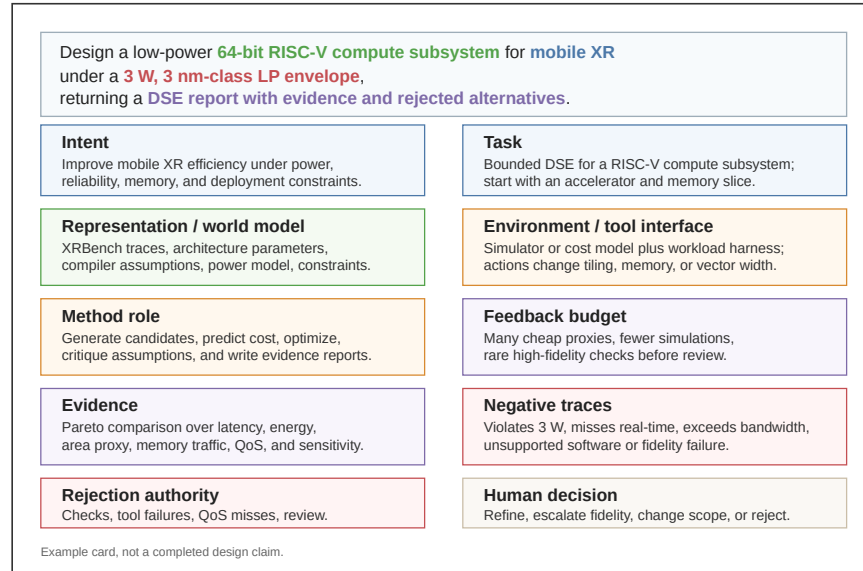 Design a low-power 64-bit RISC-V compute subsystem for mobile XR
under a 3 W, 3 nm-class LP envelope,
returning a DSE report with evidence and rejected alternatives.
Intent
Improve mobile XR efficiency under power,
reliability, memory, and deployment constraints.
Task
Bounded DSE for a RISC-V compute subsystem;
start with an accelerator and memory slice.
Representation / world model
XRBench traces, architecture parameters,
compiler assumptions, power model, constraints.
Environment / tool interface
Simulator or cost model plus workload harness;
actions change tiling, memory, or vector width.
Method role
Generate candidates, predict cost, optimize,
critique assumptions, and write evidence reports.
Feedback budget
Many cheap proxies, fewer simulations,
rare high-fidelity checks before review.
Evidence
Pareto comparison over latency, energy,
area proxy, memory traffic, QoS, and sensitivity.
Negative traces
Violates 3 W, misses real-time, exceeds bandwidth,
unsupported software or fidelity failure.
Rejection authority
Checks, tool failures, QoS misses, review.
Human decision
Refine, escalate fidelity, change scope, or reject.
Example card, not a completed design claim.